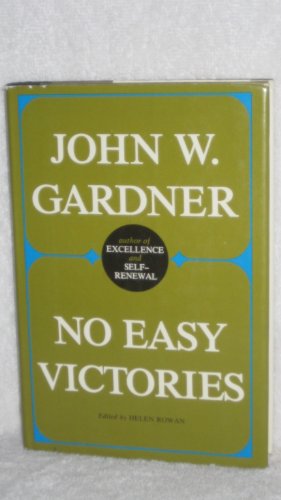 JOHN W.
GARDNER
author of
EXCELLENCE
and
SELF–
RENEWAL
NO EASY
VICTORIES
Edited by HELEN ROWAN